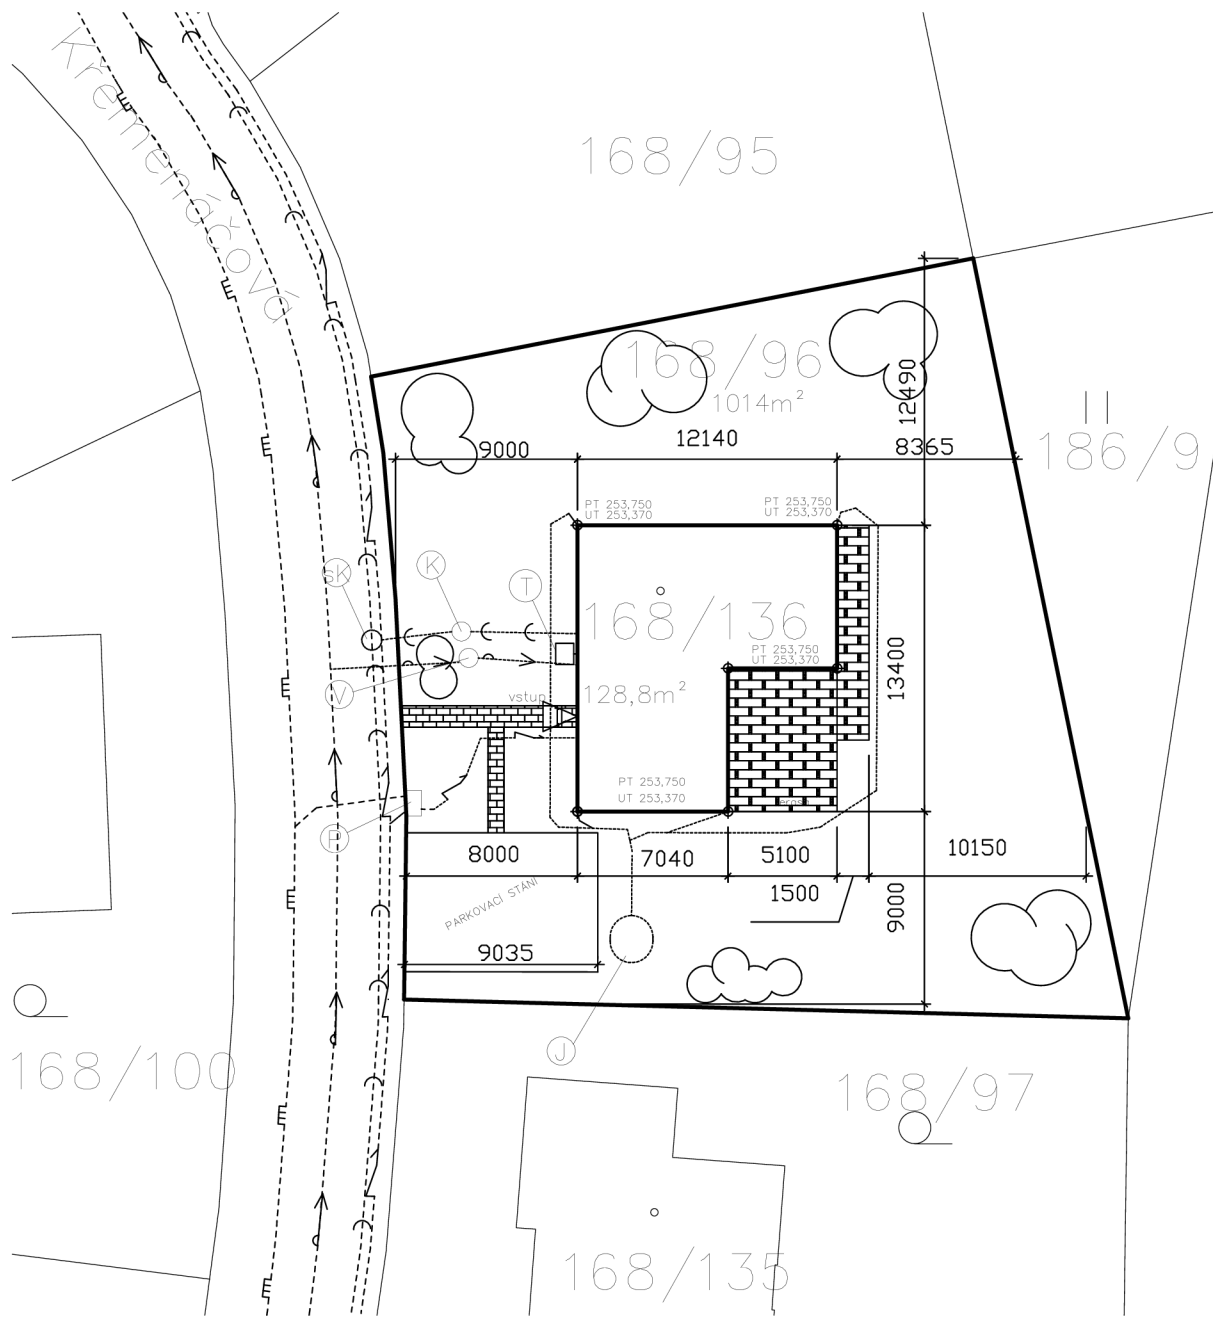 Křemenáčová
168/95
168/96
1014m²
12490
||
186/9
9000
12140
8365
PT 253,750
UT 253,370
PT 253,750
UT 253,370
sK
K
T
168/136
PT 253,750
UT 253,370
13400
V
vstup
128,8m²
PT 253,750
UT 253,370
P
8000
7040
5100
10150
1500
9000
PARKOVACÍ STÁNÍ
9035
J
168/100
168/97
168/135